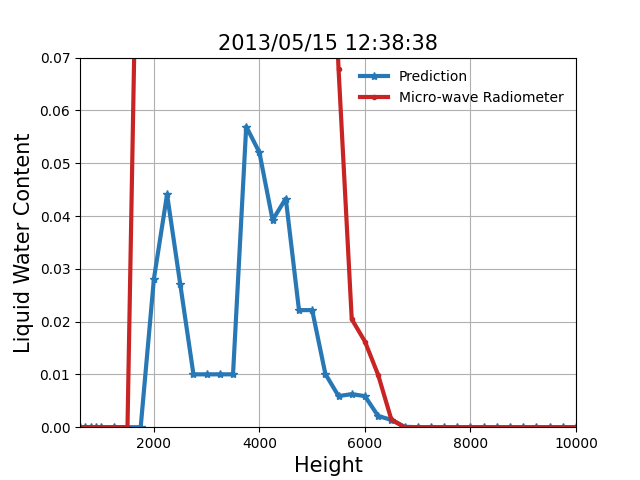 2013/05/15 12:38:38
0.07
0.06
0.05
0.04
0.03
0.02
0.01
0.00
Liquid Water Content
Prediction
Micro-wave Radiometer
2000 4000 6000 8000 10000
Height